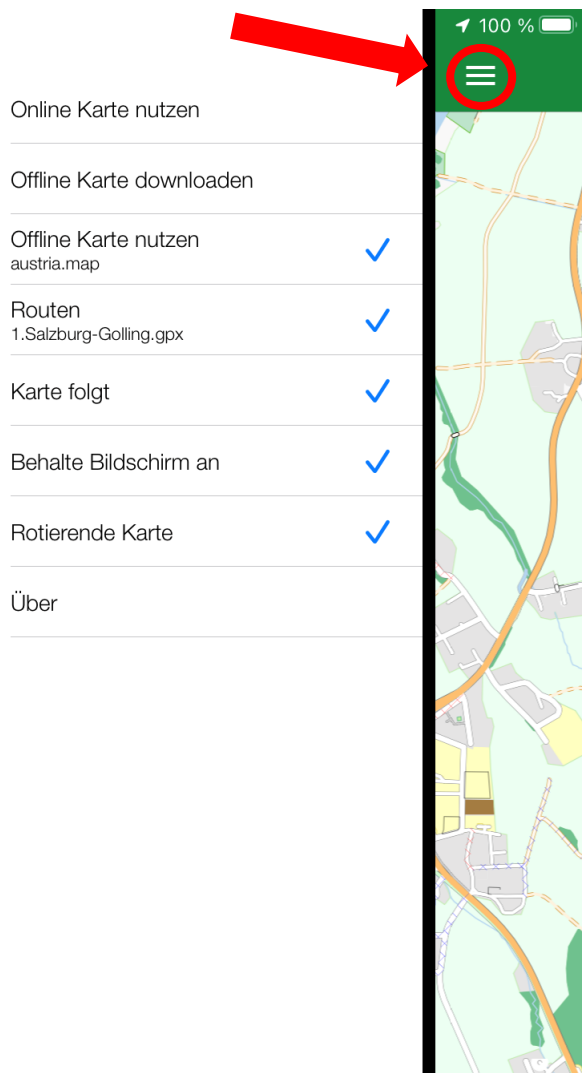 100 %
Online Karte nutzen
Offline Karte downloaden
Offline Karte nutzen
austria.map
Routen
1.Salzburg-Golling.gpx
Karte folgt
Behalte Bildschirm an
Rotierende Karte
Über